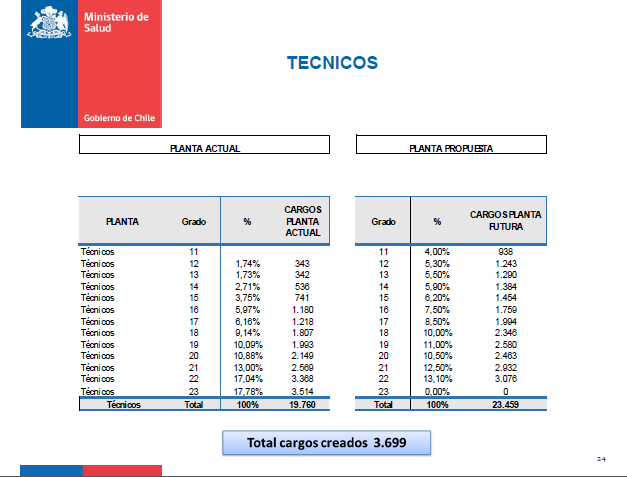 Ministerio de
Salud
Gobierno de Chile
TECNICOS
PLANTA ACTUAL
PLANTA PROPUESTA
PLANTA Grado % CARGOS PLANTA ACTUAL Grado % CARGOS PLANTA FUTURA
Técnicos 11 11 4,00% 938
Técnicos 12 1,74% 343 12 5,30% 1.243
Técnicos 13 1,73% 342 13 5,50% 1.290
Técnicos 14 2,71% 536 14 5,90% 1.384
Técnicos 15 3,75% 741 15 6,20% 1.454
Técnicos 16 5,97% 1.180 16 7,50% 1.759
Técnicos 17 6,16% 1.218 17 8,50% 1.994
Técnicos 18 9,14% 1.807 18 10,00% 2.346
Técnicos 19 10,09% 1.993 19 11,00% 2.580
Técnicos 20 10,88% 2.149 20 10,50% 2.463
Técnicos 21 13,00% 2.569 21 12,50% 2.932
Técnicos 22 17,04% 3.368 22 13,10% 3.076
Técnicos 23 17,78% 3.514 23 0,00% 0
Técnicos Total 100% 19.760 Total 100% 23.459
Total cargos creados 3.699
24